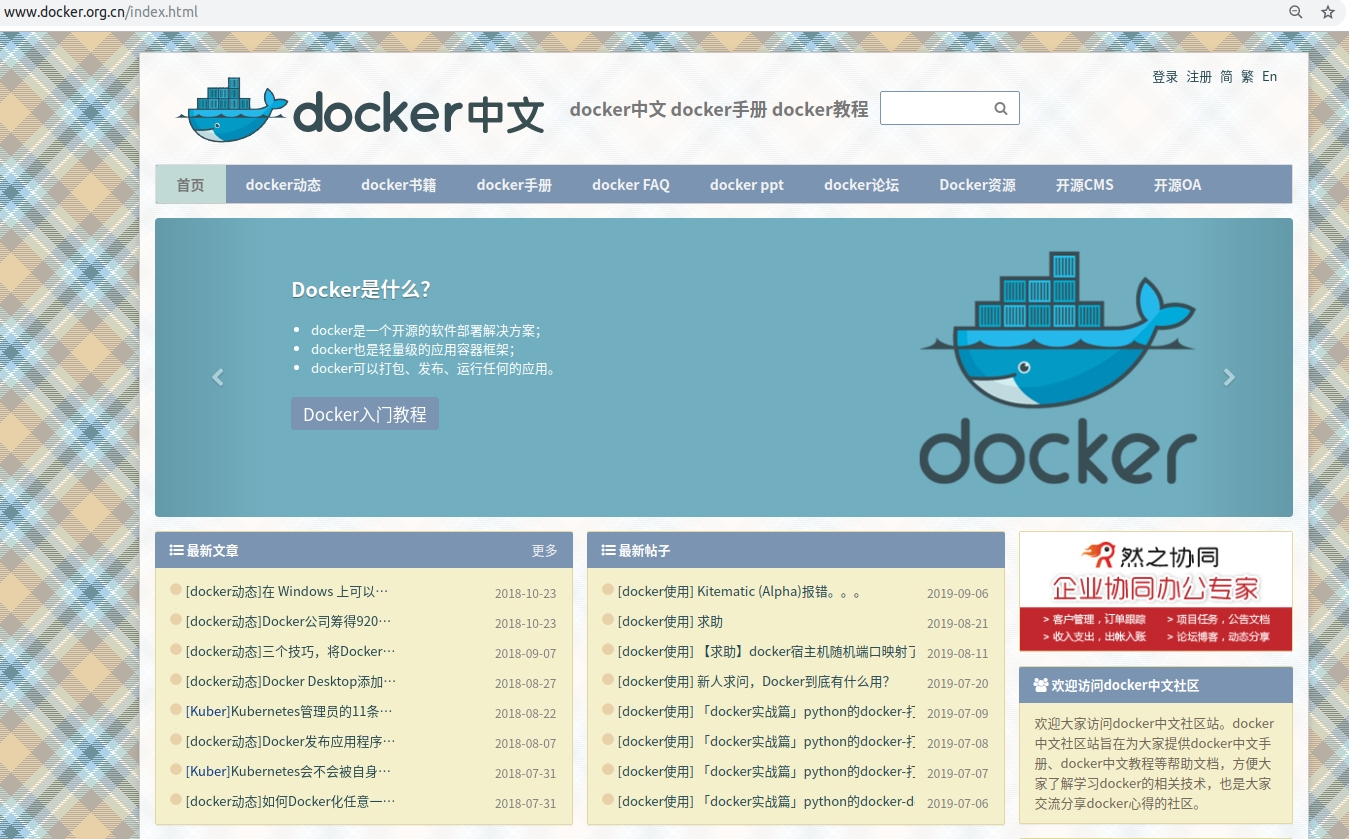 www.docker.org.cn/index.html
登录 注册 简 繁 En
docker中文
docker中文 docker手册 docker教程
首页 docker动态 docker书籍 docker手册 docker FAQ docker ppt docker论坛 Docker资源 开源CMS 开源OA
Docker是什么?
docker是一个开源的软件部署解决方案;
docker也是轻量级的应用容器框架;
docker可以打包、发布、运行任何的应用。
Docker入门教程
docker
最新文章 更多
[docker动态]在 Windows 上可以… 2018-10-23
[docker动态]Docker公司筹得920… 2018-10-23
[docker动态]三个技巧，将Docker… 2018-09-07
[docker动态]Docker Desktop添加… 2018-08-27
[Kuber]Kubernetes管理员的11条… 2018-08-22
[docker动态]Docker发布应用程序… 2018-08-07
[Kuber]Kubernetes会不会被自身… 2018-07-31
[docker动态]如何Docker化任意一… 2018-07-31
最新帖子
[docker使用] Kitematic (Alpha)报错。。。 2019-09-06
[docker使用] 求助 2019-08-21
[docker使用] 【求助】docker宿主机随机端口映射了 2019-08-11
[docker使用] 新人求问，Docker到底有什么用? 2019-07-20
[docker使用] 「docker实战篇」python的docker-打 2019-07-09
[docker使用] 「docker实战篇」python的docker-打 2019-07-08
[docker使用] 「docker实战篇」python的docker-打 2019-07-07
[docker使用] 「docker实战篇」python的docker-d 2019-07-06
然之协同
企业协同办公专家
> 客户管理，订单跟踪 > 项目任务，公告文档
> 收入支出，出帐入账 > 论坛博客，动态分享
欢迎访问docker中文社区
欢迎大家访问docker中文社区站。docker
中文社区站旨在为大家提供docker中文手
册、docker中文教程等帮助文档，方便大
家了解学习docker的相关技术，也是大家
交流分享docker心得的社区。